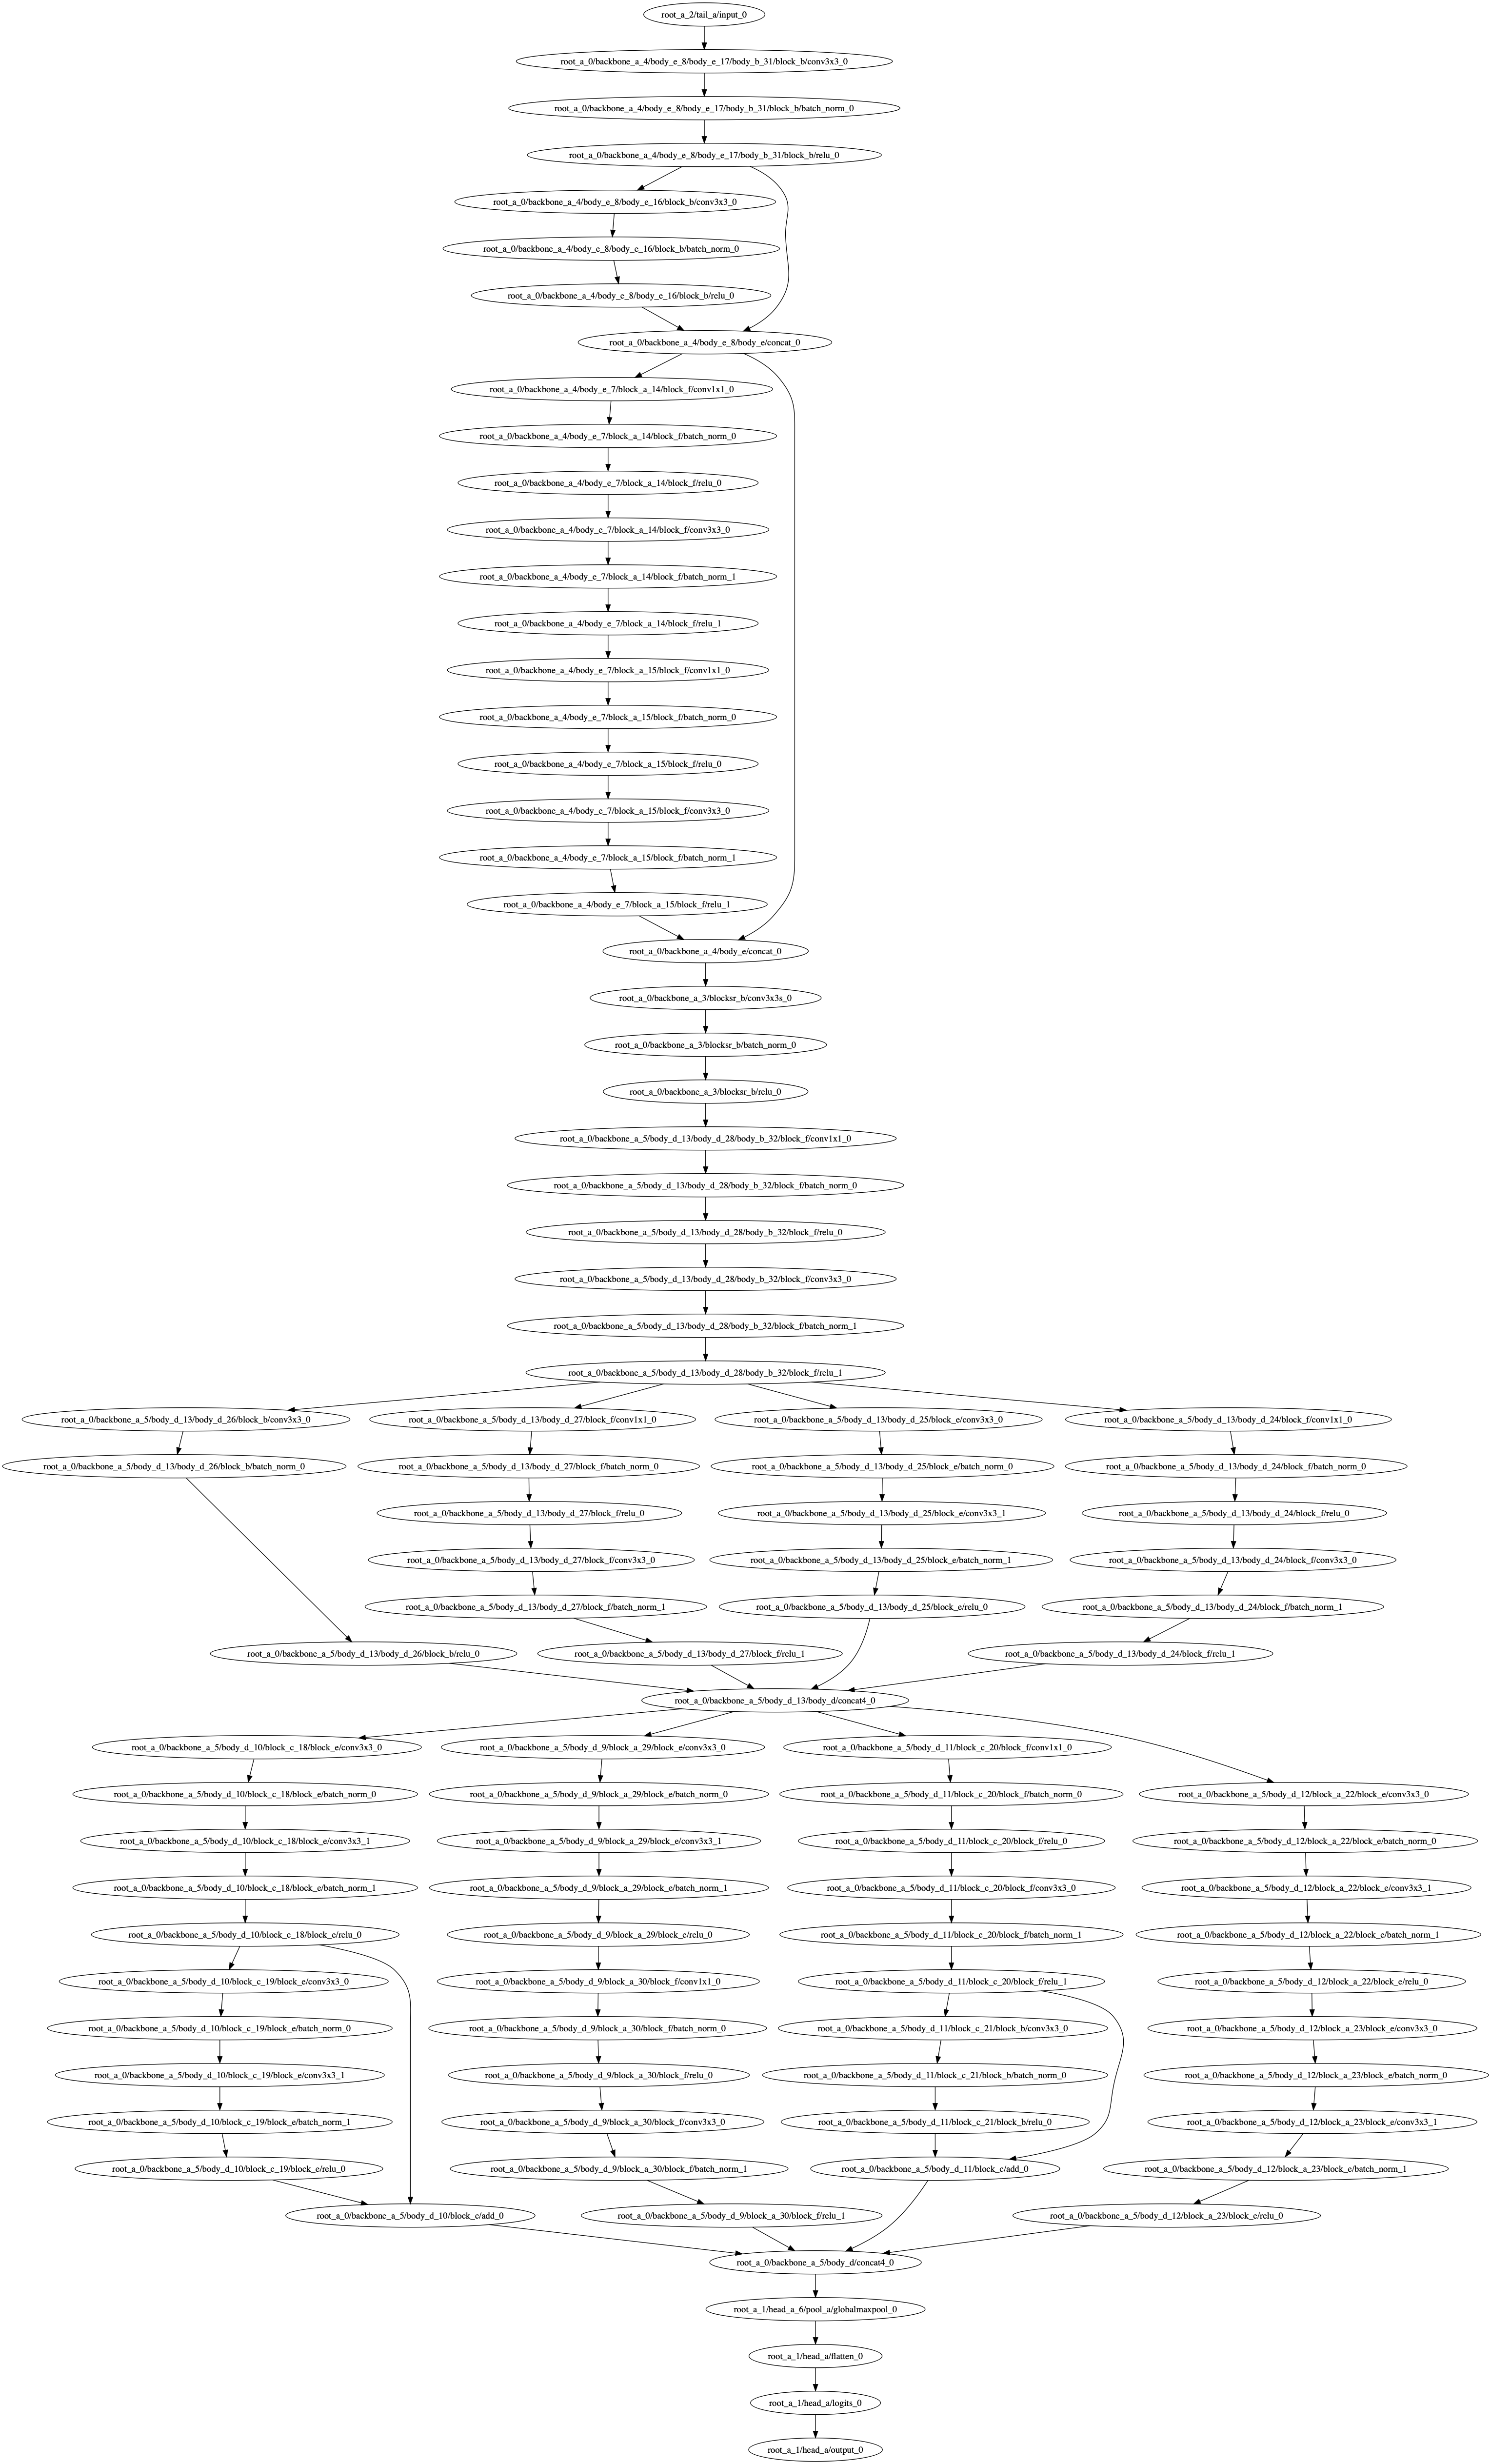 root_a_2/tail_a/input_0
root_a_0/backbone_a_4/body_e_8/body_e_17/body_b_31/block_b/conv3x3_0
root_a_0/backbone_a_4/body_e_8/body_e_17/body_b_31/block_b/batch_norm_0
root_a_0/backbone_a_4/body_e_8/body_e_17/body_b_31/block_b/relu_0
root_a_0/backbone_a_4/body_e_8/body_e_16/block_b/conv3x3_0
root_a_0/backbone_a_4/body_e_8/body_e_16/block_b/batch_norm_0
root_a_0/backbone_a_4/body_e_8/body_e_16/block_b/relu_0
root_a_0/backbone_a_4/body_e_8/body_e/concat_0
root_a_0/backbone_a_4/body_e_7/block_a_14/block_f/conv1x1_0
root_a_0/backbone_a_4/body_e_7/block_a_14/block_f/batch_norm_0
root_a_0/backbone_a_4/body_e_7/block_a_14/block_f/relu_0
root_a_0/backbone_a_4/body_e_7/block_a_14/block_f/conv3x3_0
root_a_0/backbone_a_4/body_e_7/block_a_14/block_f/batch_norm_1
root_a_0/backbone_a_4/body_e_7/block_a_14/block_f/relu_1
root_a_0/backbone_a_4/body_e_7/block_a_15/block_f/conv1x1_0
root_a_0/backbone_a_4/body_e_7/block_a_15/block_f/batch_norm_0
root_a_0/backbone_a_4/body_e_7/block_a_15/block_f/relu_0
root_a_0/backbone_a_4/body_e_7/block_a_15/block_f/conv3x3_0
root_a_0/backbone_a_4/body_e_7/block_a_15/block_f/batch_norm_1
root_a_0/backbone_a_4/body_e_7/block_a_15/block_f/relu_1
root_a_0/backbone_a_4/body_e/concat_0
root_a_0/backbone_a_3/blocksr_b/conv3x3s_0
root_a_0/backbone_a_3/blocksr_b/batch_norm_0
root_a_0/backbone_a_3/blocksr_b/relu_0
root_a_0/backbone_a_5/body_d_13/body_d_28/body_b_32/block_f/conv1x1_0
root_a_0/backbone_a_5/body_d_13/body_d_28/body_b_32/block_f/batch_norm_0
root_a_0/backbone_a_5/body_d_13/body_d_28/body_b_32/block_f/relu_0
root_a_0/backbone_a_5/body_d_13/body_d_28/body_b_32/block_f/conv3x3_0
root_a_0/backbone_a_5/body_d_13/body_d_28/body_b_32/block_f/batch_norm_1
root_a_0/backbone_a_5/body_d_13/body_d_28/body_b_32/block_f/relu_1
root_a_0/backbone_a_5/body_d_13/body_d_26/block_b/conv3x3_0
root_a_0/backbone_a_5/body_d_13/body_d_27/block_f/conv1x1_0
root_a_0/backbone_a_5/body_d_13/body_d_25/block_e/conv3x3_0
root_a_0/backbone_a_5/body_d_13/body_d_24/block_f/conv1x1_0
root_a_0/backbone_a_5/body_d_13/body_d_26/block_b/batch_norm_0
root_a_0/backbone_a_5/body_d_13/body_d_27/block_f/batch_norm_0
root_a_0/backbone_a_5/body_d_13/body_d_25/block_e/batch_norm_0
root_a_0/backbone_a_5/body_d_13/body_d_24/block_f/batch_norm_0
root_a_0/backbone_a_5/body_d_13/body_d_27/block_f/relu_0
root_a_0/backbone_a_5/body_d_13/body_d_25/block_e/conv3x3_1
root_a_0/backbone_a_5/body_d_13/body_d_24/block_f/relu_0
root_a_0/backbone_a_5/body_d_13/body_d_27/block_f/conv3x3_0
root_a_0/backbone_a_5/body_d_13/body_d_25/block_e/batch_norm_1
root_a_0/backbone_a_5/body_d_13/body_d_24/block_f/conv3x3_0
root_a_0/backbone_a_5/body_d_13/body_d_27/block_f/batch_norm_1
root_a_0/backbone_a_5/body_d_13/body_d_25/block_e/relu_0
root_a_0/backbone_a_5/body_d_13/body_d_24/block_f/batch_norm_1
root_a_0/backbone_a_5/body_d_13/body_d_26/block_b/relu_0
root_a_0/backbone_a_5/body_d_13/body_d_27/block_f/relu_1
root_a_0/backbone_a_5/body_d_13/body_d_24/block_f/relu_1
root_a_0/backbone_a_5/body_d_13/body_d/concat4_0
root_a_0/backbone_a_5/body_d_10/block_c_18/block_e/conv3x3_0
root_a_0/backbone_a_5/body_d_9/block_a_29/block_e/conv3x3_0
root_a_0/backbone_a_5/body_d_11/block_c_20/block_f/conv1x1_0
root_a_0/backbone_a_5/body_d_10/block_c_18/block_e/batch_norm_0
root_a_0/backbone_a_5/body_d_9/block_a_29/block_e/batch_norm_0
root_a_0/backbone_a_5/body_d_11/block_c_20/block_f/batch_norm_0
root_a_0/backbone_a_5/body_d_12/block_a_22/block_e/conv3x3_0
root_a_0/backbone_a_5/body_d_10/block_c_18/block_e/conv3x3_1
root_a_0/backbone_a_5/body_d_9/block_a_29/block_e/conv3x3_1
root_a_0/backbone_a_5/body_d_11/block_c_20/block_f/relu_0
root_a_0/backbone_a_5/body_d_12/block_a_22/block_e/batch_norm_0
root_a_0/backbone_a_5/body_d_10/block_c_18/block_e/batch_norm_1
root_a_0/backbone_a_5/body_d_9/block_a_29/block_e/batch_norm_1
root_a_0/backbone_a_5/body_d_11/block_c_20/block_f/conv3x3_0
root_a_0/backbone_a_5/body_d_12/block_a_22/block_e/conv3x3_1
root_a_0/backbone_a_5/body_d_10/block_c_18/block_e/relu_0
root_a_0/backbone_a_5/body_d_9/block_a_29/block_e/relu_0
root_a_0/backbone_a_5/body_d_11/block_c_20/block_f/batch_norm_1
root_a_0/backbone_a_5/body_d_12/block_a_22/block_e/batch_norm_1
root_a_0/backbone_a_5/body_d_10/block_c_19/block_e/conv3x3_0
root_a_0/backbone_a_5/body_d_9/block_a_30/block_f/conv1x1_0
root_a_0/backbone_a_5/body_d_11/block_c_20/block_f/relu_1
root_a_0/backbone_a_5/body_d_12/block_a_22/block_e/relu_0
root_a_0/backbone_a_5/body_d_10/block_c_19/block_e/batch_norm_0
root_a_0/backbone_a_5/body_d_9/block_a_30/block_f/batch_norm_0
root_a_0/backbone_a_5/body_d_11/block_c_21/block_b/conv3x3_0
root_a_0/backbone_a_5/body_d_12/block_a_23/block_e/conv3x3_0
root_a_0/backbone_a_5/body_d_10/block_c_19/block_e/conv3x3_1
root_a_0/backbone_a_5/body_d_9/block_a_30/block_f/relu_0
root_a_0/backbone_a_5/body_d_11/block_c_21/block_b/batch_norm_0
root_a_0/backbone_a_5/body_d_12/block_a_23/block_e/batch_norm_0
root_a_0/backbone_a_5/body_d_10/block_c_19/block_e/batch_norm_1
root_a_0/backbone_a_5/body_d_9/block_a_30/block_f/conv3x3_0
root_a_0/backbone_a_5/body_d_11/block_c_21/block_b/relu_0
root_a_0/backbone_a_5/body_d_12/block_a_23/block_e/conv3x3_1
root_a_0/backbone_a_5/body_d_10/block_c_19/block_e/relu_0
root_a_0/backbone_a_5/body_d_9/block_a_30/block_f/batch_norm_1
root_a_0/backbone_a_5/body_d_11/block_c/add_0
root_a_0/backbone_a_5/body_d_12/block_a_23/block_e/batch_norm_1
root_a_0/backbone_a_5/body_d_10/block_c/add_0
root_a_0/backbone_a_5/body_d_9/block_a_30/block_f/relu_1
root_a_0/backbone_a_5/body_d_12/block_a_23/block_e/relu_0
root_a_0/backbone_a_5/body_d/concat4_0
root_a_1/head_a_6/pool_a/globalmaxpool_0
root_a_1/head_a/flatten_0
root_a_1/head_a/logits_0
root_a_1/head_a/output_0